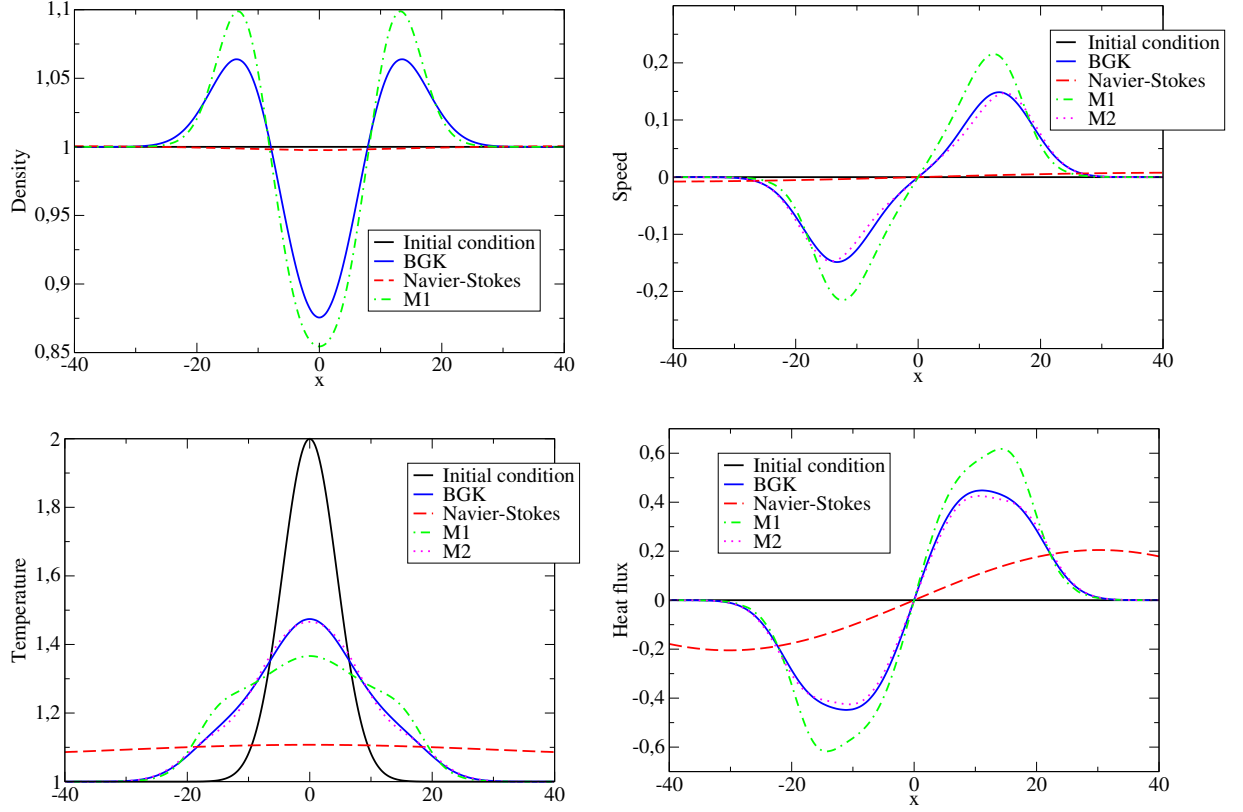 1,1
1,05
1
0,95
0,9
0,85
Density
-40
-20
0
20
40
x
Initial condition
BGK
Navier-Stokes
M1
0,2
0,1
0
-0,1
-0,2
Speed
-40
-20
0
20
40
x
Initial condition
BGK
Navier-Stokes
M1
M2
2
1,8
1,6
1,4
1,2
1
Temperature
-40
-20
0
20
40
Initial condition
BGK
Navier-Stokes
M1
M2
0,6
0,4
0,2
0
-0,2
-0,4
-0,6
Heat flux
-40
-20
0
20
40
x
Initial condition
BGK
Navier-Stokes
M1
M2